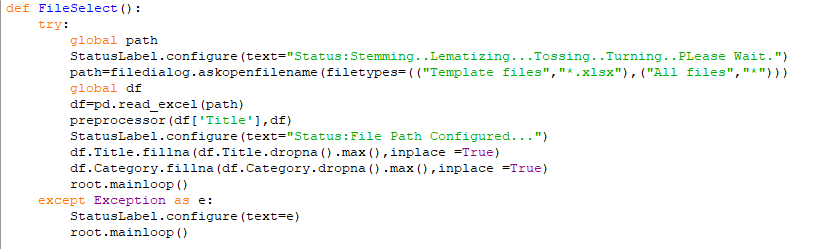 def FileSelect():
    try:
        global path
        StatusLabel.configure(text="Status:Stemming..Lematizing...Tossing..Turning..PLease Wait.")
        path=filedialog.askopenfilename(filetypes=(("Template files","*.xlsx"),("All files","*")))
        global df
        df=pd.read_excel(path)
        preprocessor(df['Title'],df)
        StatusLabel.configure(text="Status:File Path Configured...")
        df.Title.fillna(df.Title.dropna().max(),inplace =True)
        df.Category.fillna(df.Category.dropna().max(),inplace =True)
        root.mainloop()
    except Exception as e:
        StatusLabel.configure(text=e)
        root.mainloop()